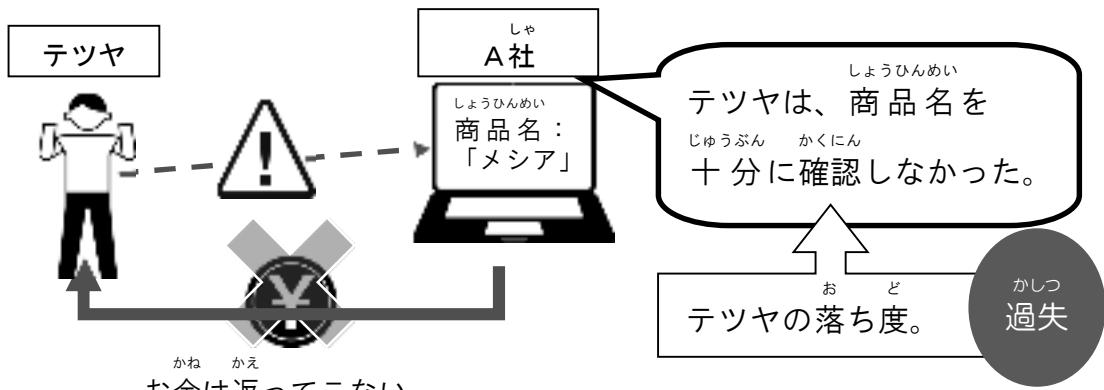 テツヤ
しゃ
A社
しょうひんめい
商品名：
「メシア」
しょうひんめい
テツヤは、商品名を
じゅうぶん かくにん
十分に確認しなかった。
¥
お ど
テツヤの落ち度。
かしつ
過失
かね かえ
お金は返ってこない